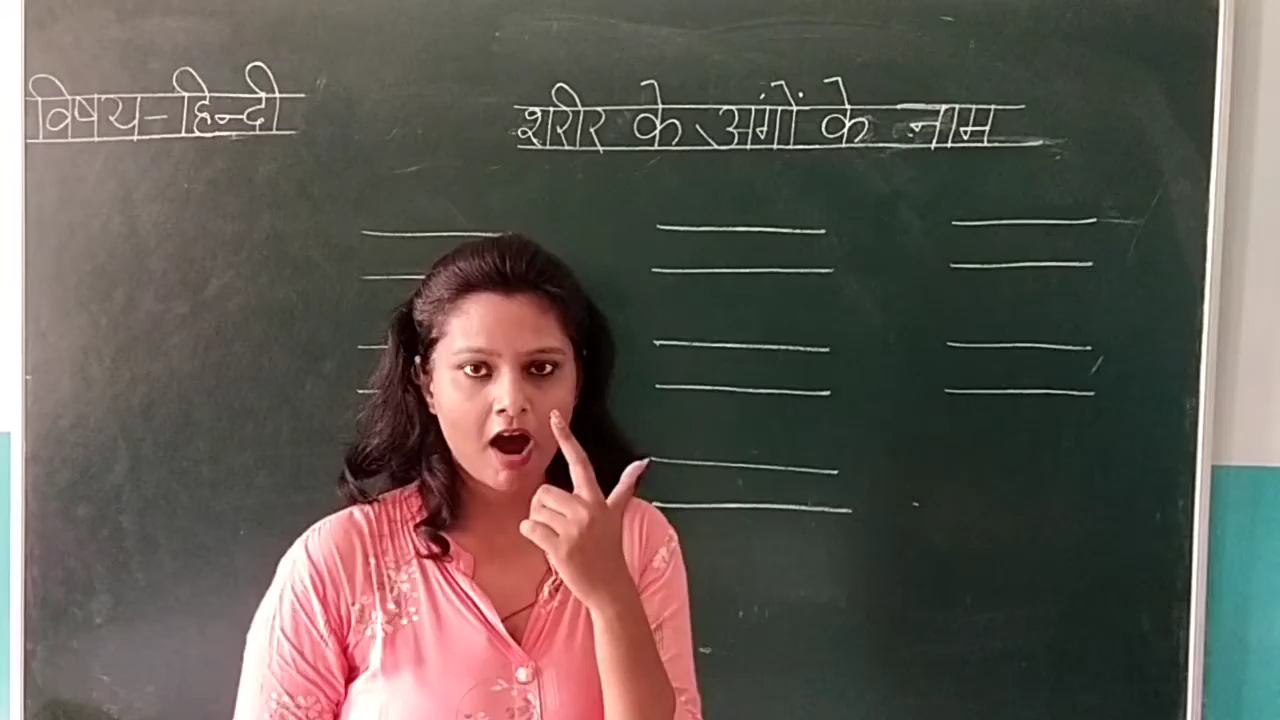 विषय-हिन्दी
शरीर के अंगों के नाम